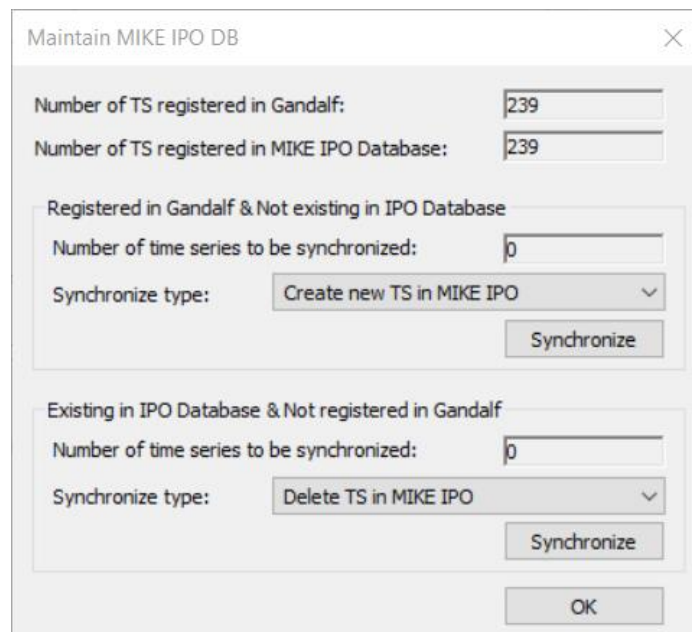 Maintain MIKE IPO DB
Number of TS registered in Gandalf: 239
Number of TS registered in MIKE IPO Database: 239
Registered in Gandalf & Not existing in IPO Database
Number of time series to be synchronized: 0
Synchronize type: Create new TS in MIKE IPO
Synchronize
Existing in IPO Database & Not registered in Gandalf
Number of time series to be synchronized: 0
Synchronize type: Delete TS in MIKE IPO
Synchronize
OK